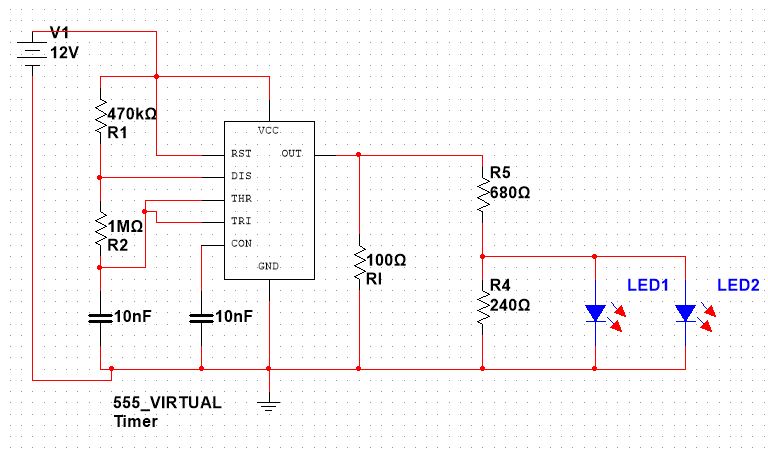 V1
12V
470kΩ
R1
VCC
RST
OUT
DIS
R5
680Ω
THR
1MΩ
R2
TRI
CON
100Ω
RI
GND
LED1
LED2
R4
240Ω
10nF
10nF
555_VIRTUAL
Timer